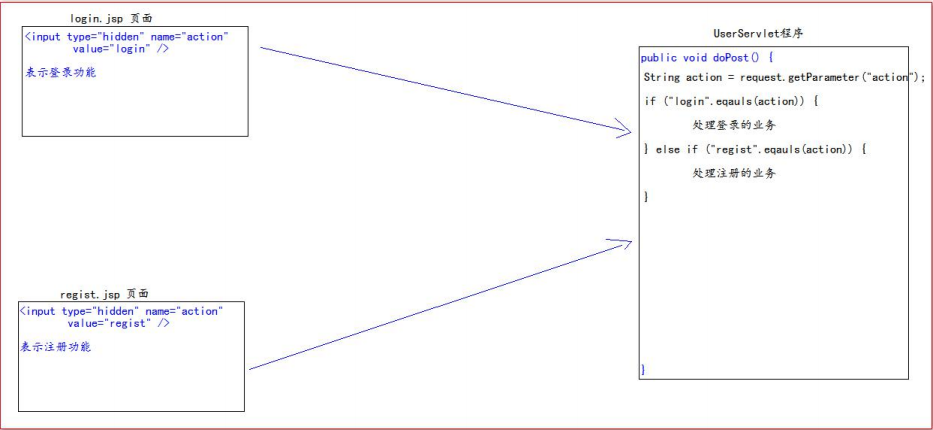 login.jsp 页面
<input type="hidden" name="action"
value="login" />
表示登录功能
UserServlet程序
public void doPost() {
String action = request.getParameter("action");
if ("login".eqauls(action)) {
处理登录的业务
} else if ("regist".eqauls(action)) {
处理注册的业务
}
}
regist.jsp 页面
<input type="hidden" name="action"
value="regist" />
表示注册功能